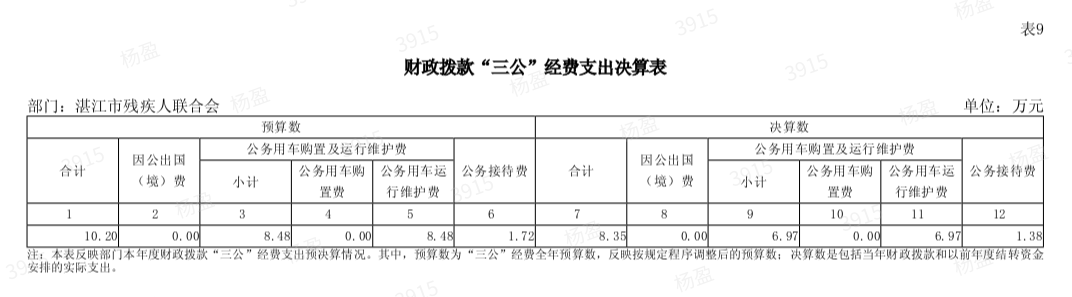 表9
财政拨款“三公”经费支出决算表
部门：湛江市残疾人联合会 单位：万元
预算数 决算数
合计 因公出国（境）费 公务用车购置及运行维护费 公务接待费 合计 因公出国（境）费 公务用车购置及运行维护费 公务接待费
小计 公务用车购置费 公务用车运行维护费 小计 公务用车购置费 公务用车运行维护费
1 2 3 4 5 6 7 8 9 10 11 12
10.20 0.00 8.48 0.00 8.48 1.72 8.35 0.00 6.97 0.00 6.97 1.38
注：本表反映部门本年度财政拨款“三公”经费支出预决算情况。其中，预算数为“三公”经费全年预算数，反映按规定程序调整后的预算数；决算数是包括当年财政拨款和以前年度结转资金
安排的实际支出。
杨盈
3915